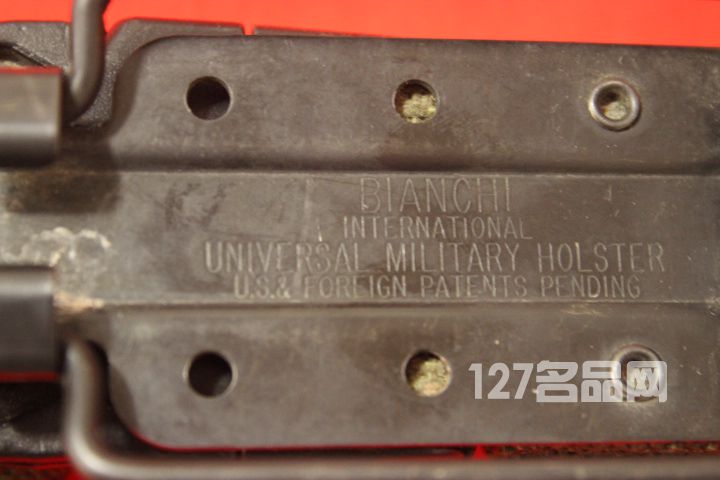 BIANCHI
INTERNATIONAL
UNIVERSAL MILITARY HOLSTER
U.S.& FOREIGN PATENTS PENDING
127名品网